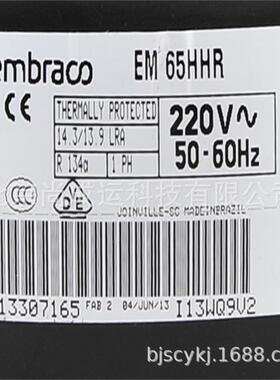 embraco EM 65HHR
CE
THERMALLY PROTECTED
14.3/13.9 LRA
R 134a 1 PH
220V~
50-60Hz
CCC
VDE
JOINVILLE-SC MADE IN BRAZIL
13307165 FAB 2 04/JUN/13 I13WQ9V2
bjscykj.1688.com